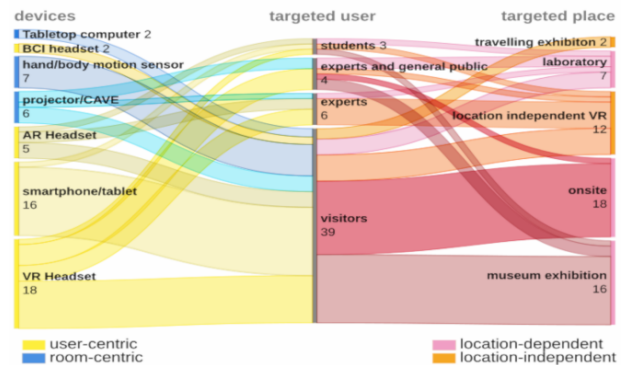 devices
targeted user
targeted place
Tabletop computer 2
BCI headset 2
hand/body motion sensor
7
projector/CAVE
6
AR Headset
5
smartphone/tablet
16
VR Headset
18
students 3
experts and general public
4
experts
6
visitors
39
travelling exhibiton 2
laboratory
7
location independent VR
12
onsite
18
museum exhibition
16
user-centric
room-centric
location-dependent
location-independent